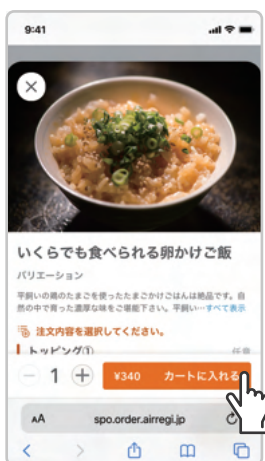 9:41
いくらでも食べられる卵かけご飯
バリエーション
平飼いの鶏のたまごを使ったたまごかけごはんは絶品です。自
然の中で育った濃厚な味をご堪能下さい。平飼い…すべて表示
注文内容を選択してください。
トッピング① 任意
1 ¥340 カートに入れる
AA spo.order.airregi.jp